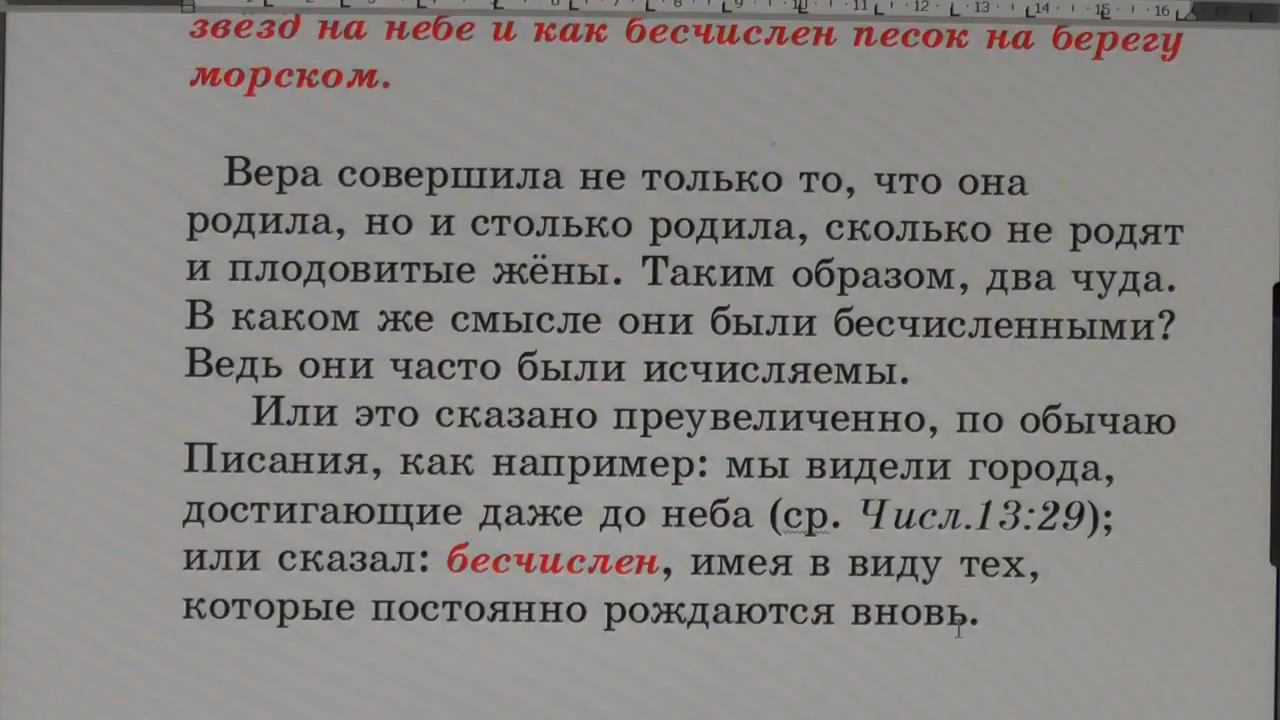 звезд на небе и как бесчислен песок на берегу
морском.
Вера совершила не только то, что она
родила, но и столько родила, сколько не родят
и плодовитые жёны. Таким образом, два чуда.
В каком же смысле они были бесчисленными?
Ведь они часто были исчисляемы.
Или это сказано преувеличенно, по обычаю
Писания, как например: мы видели города,
достигающие даже до неба (ср. Числ.13:29);
или сказал: бесчислен, имея в виду тех,
которые постоянно рождаются вновь.